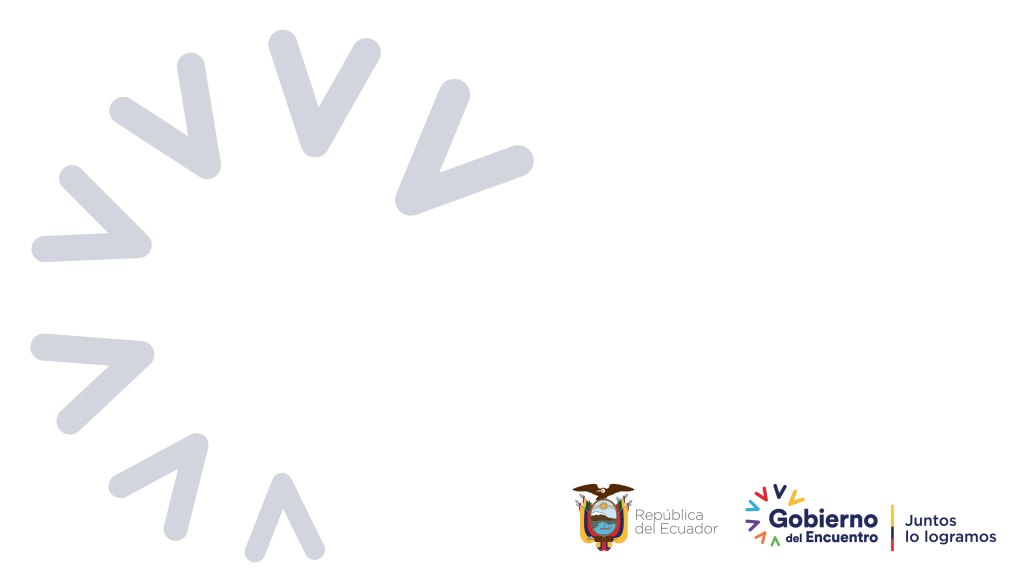 República
del Ecuador
Gobierno
del Encuentro
Juntos
lo logramos